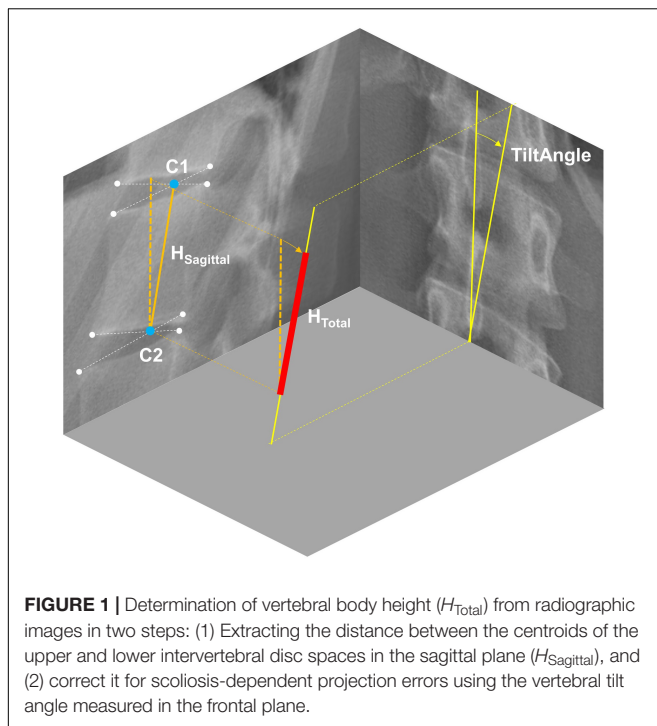 C1
TiltAngle
HSagittal
HTotal
C2
FIGURE 1 | Determination of vertebral body height (HTotal) from radiographic
images in two steps: (1) Extracting the distance between the centroids of the
upper and lower intervertebral disc spaces in the sagittal plane (HSagittal), and
(2) correct it for scoliosis-dependent projection errors using the vertebral tilt
angle measured in the frontal plane.